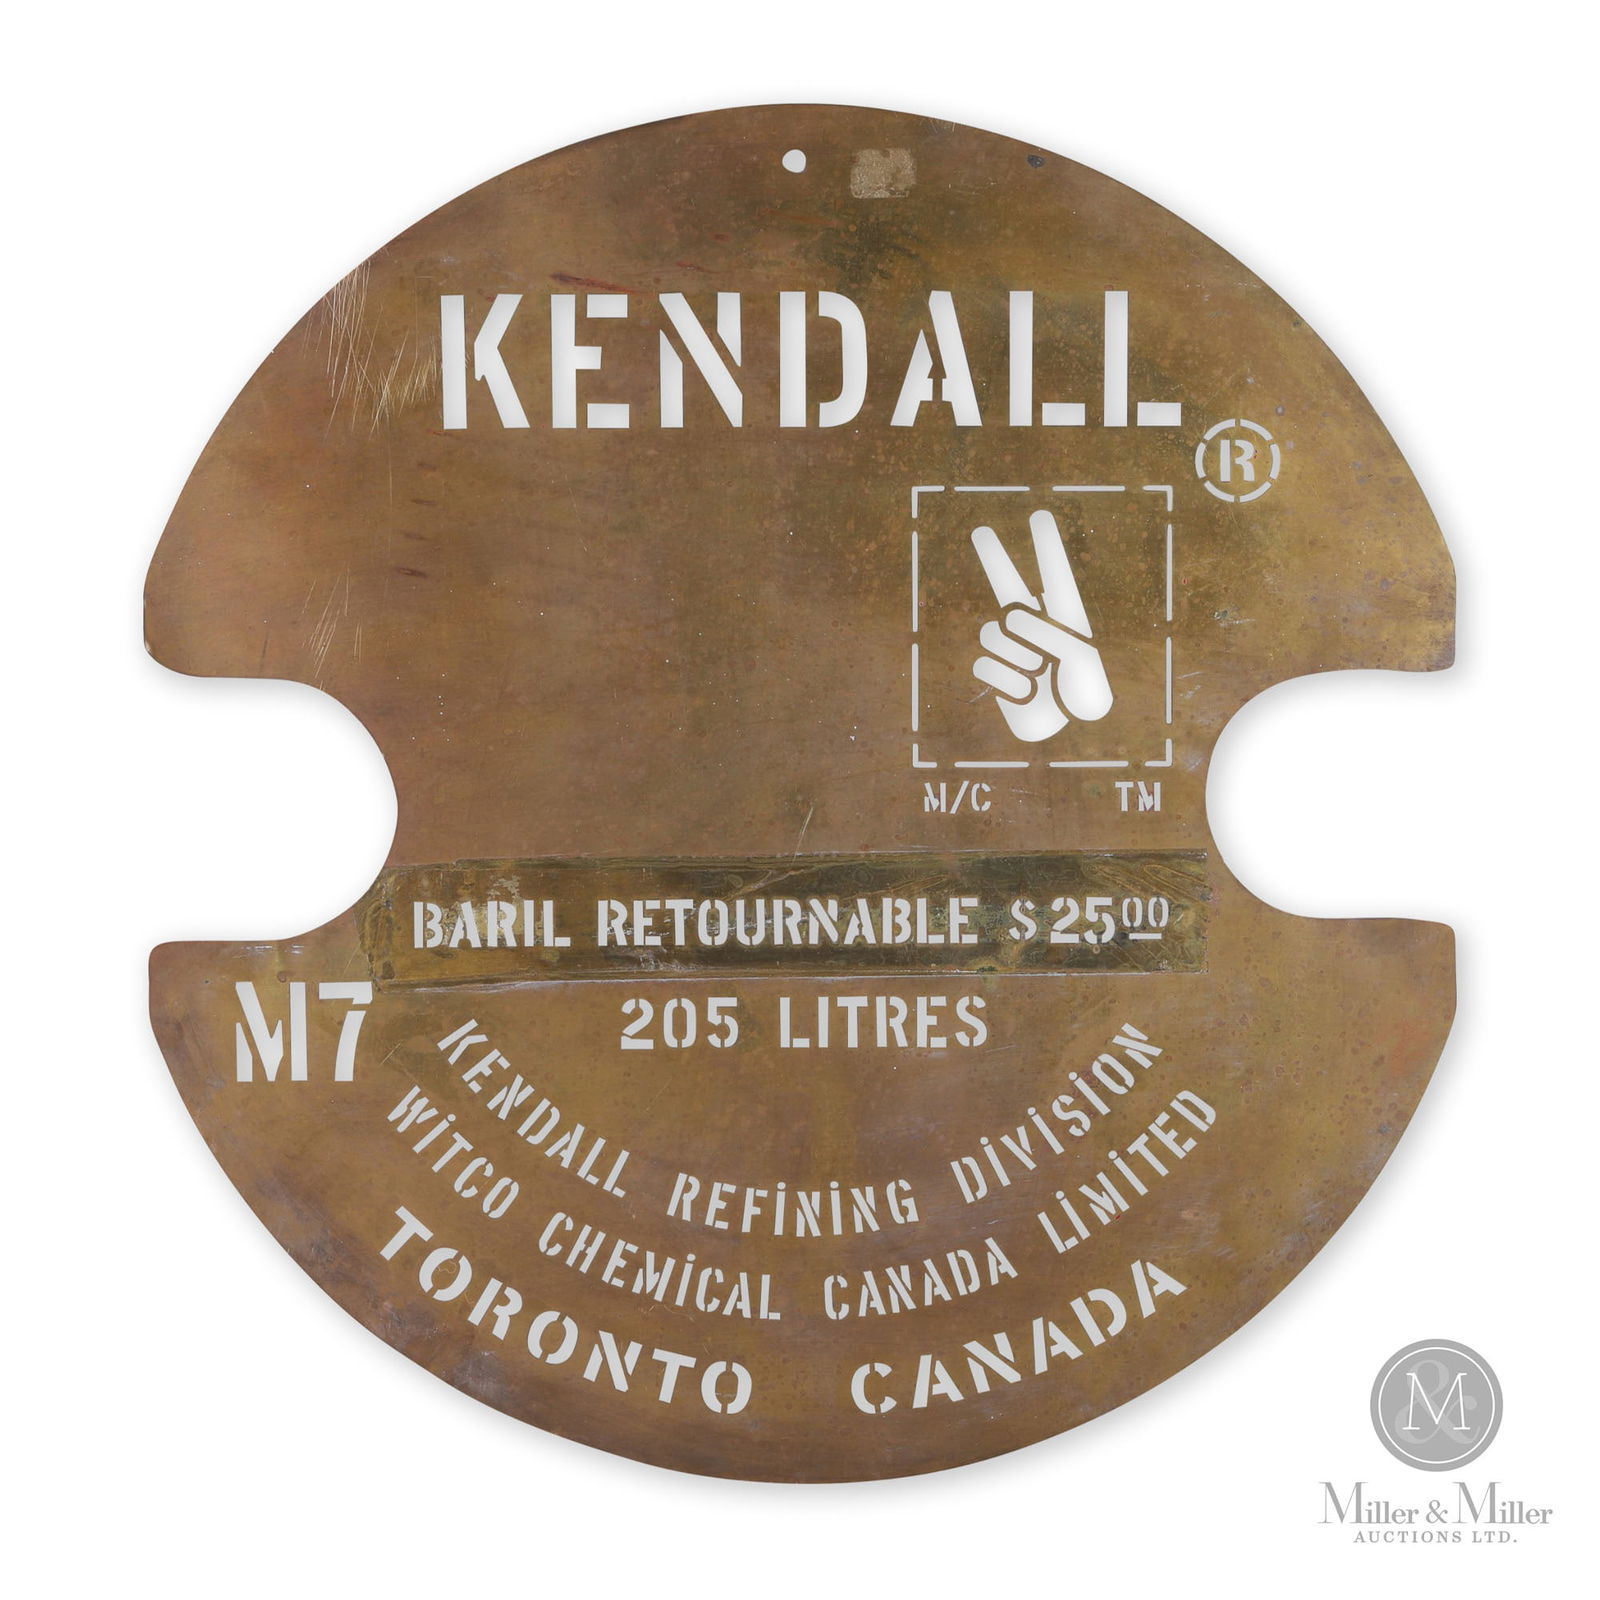 KENDALL
®
M/C TM
BARIL RETOURNABLE $25.00
M7
205 LITRES
KENDALL REFiNiNG DiViSiON
WiTCO CHEMiCAL CANADA LiMiTED
TORONTO CANADA
M&M
Miller & Miller
AUCTIONS LTD.